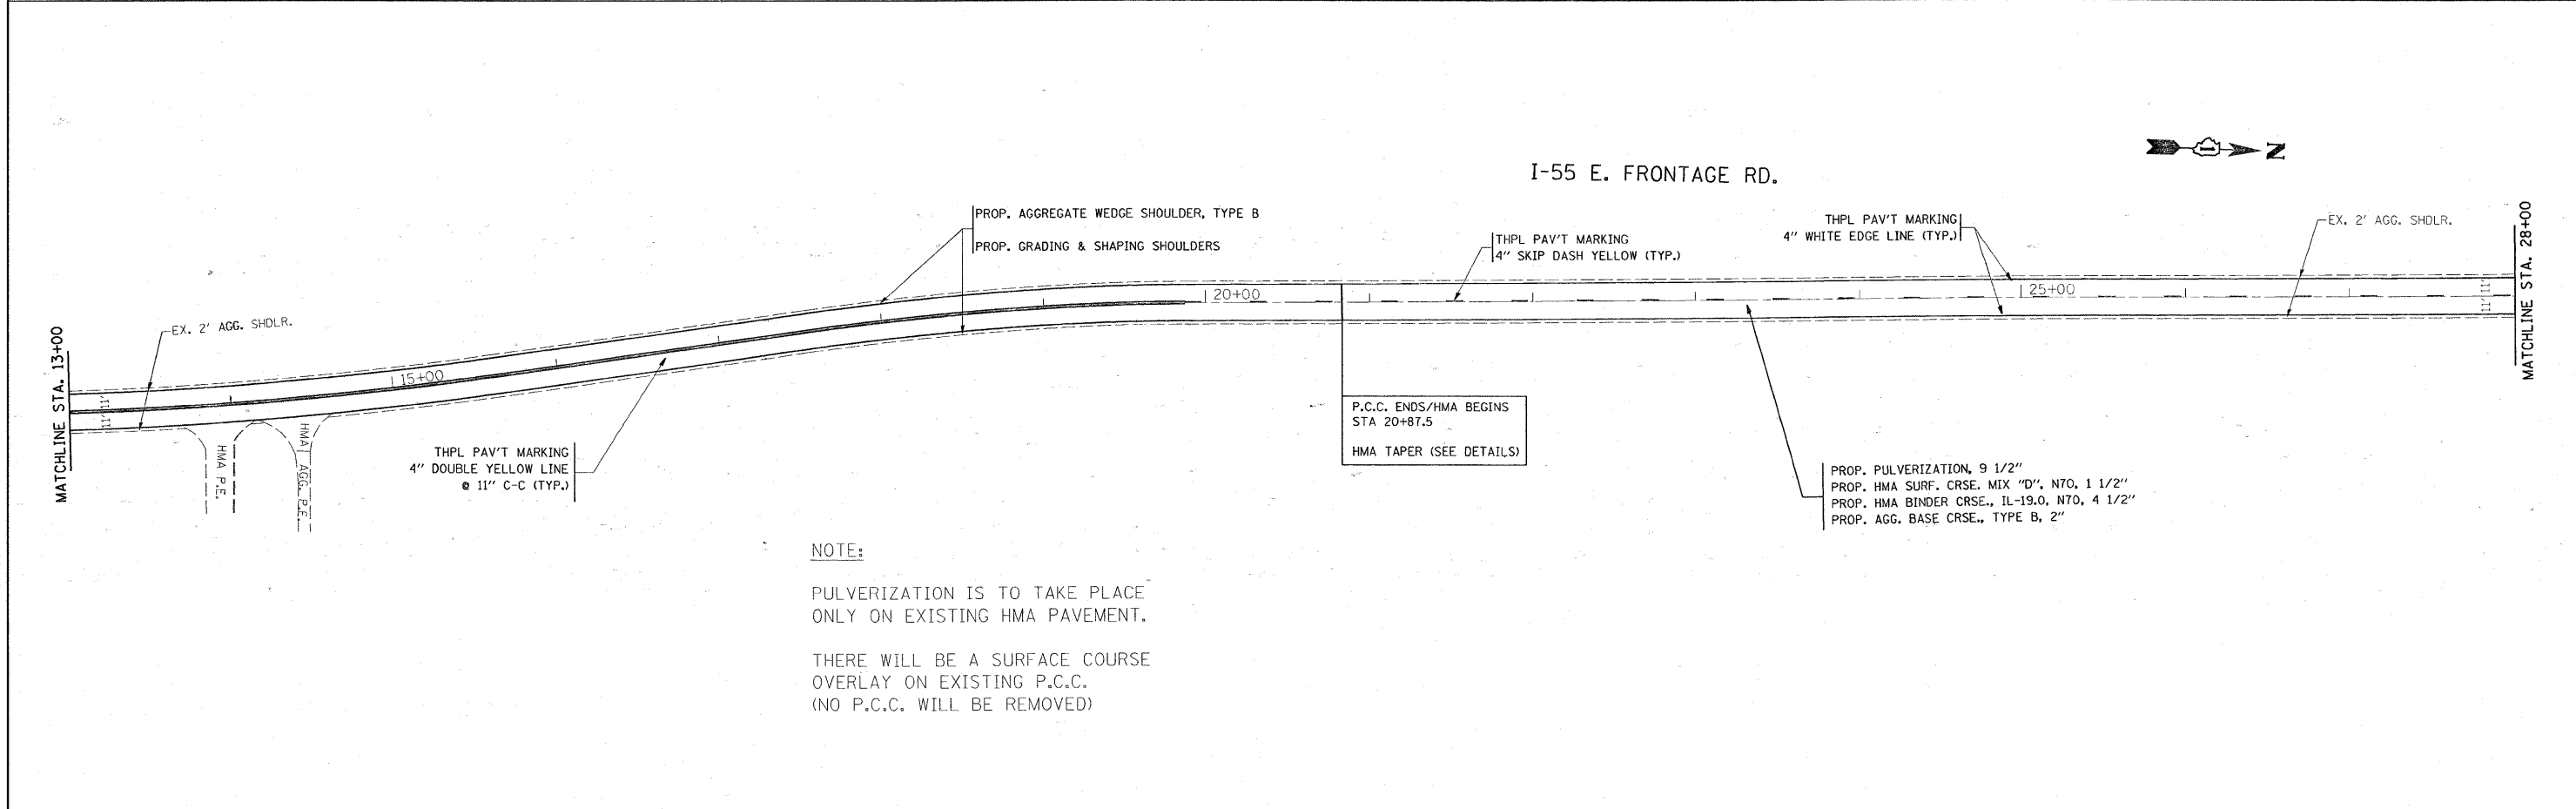 I-55 E. FRONTAGE RD.
N
PROP. AGGREGATE WEDGE SHOULDER, TYPE B
PROP. GRADING & SHAPING SHOULDERS
THPL PAV'T MARKING
4" SKIP DASH YELLOW (TYP.)
THPL PAV'T MARKING
4" WHITE EDGE LINE (TYP.)
EX. 2' AGG. SHDLR.
MATCHLINE STA. 28+00
MATCHLINE STA. 13+00
EX. 2' AGG. SHDLR.
15+00
20+00
25+00
11' 11'
11' 11'
HMA P.E.
HMA AGG. P.E.
THPL PAV'T MARKING
4" DOUBLE YELLOW LINE
@ 11" C-C (TYP.)
P.C.C. ENDS/HMA BEGINS
STA 20+87.5
HMA TAPER (SEE DETAILS)
PROP. PULVERIZATION, 9 1/2"
PROP. HMA SURF. CRSE. MIX "D", N70, 1 1/2"
PROP. HMA BINDER CRSE., IL-19.0, N70, 4 1/2"
PROP. AGG. BASE CRSE., TYPE B, 2"
NOTE:
PULVERIZATION IS TO TAKE PLACE
ONLY ON EXISTING HMA PAVEMENT.
THERE WILL BE A SURFACE COURSE
OVERLAY ON EXISTING P.C.C.
(NO P.C.C. WILL BE REMOVED)